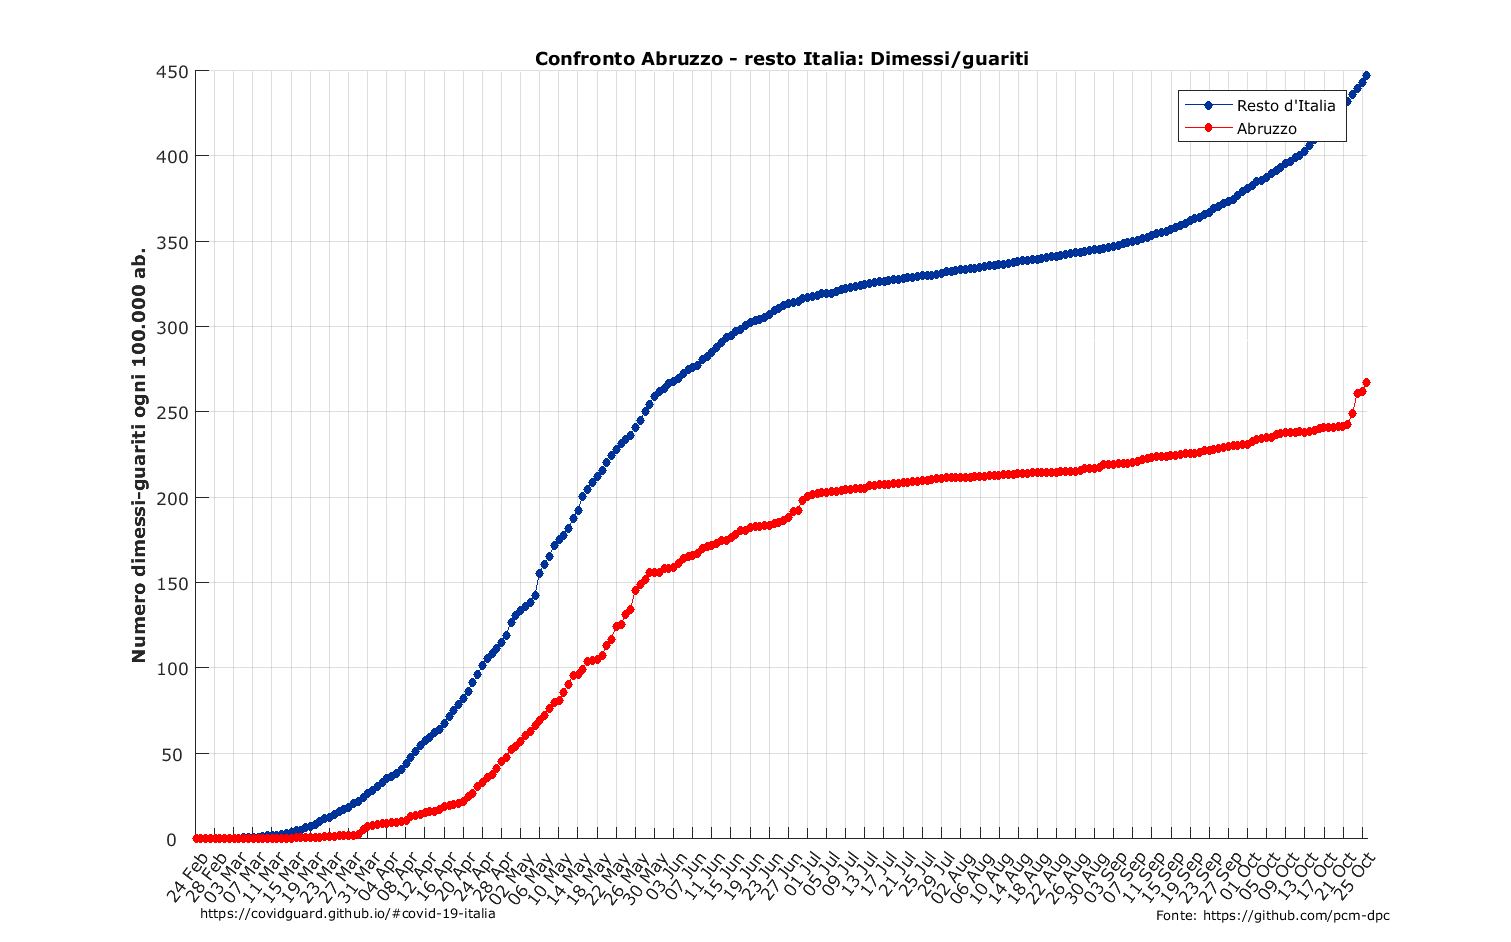 Confronto Abruzzo - resto Italia: Dimessi/guariti
Numero dimessi-guariti ogni 100.000 ab.
450
400
350
300
250
200
150
100
50
0
Resto d'Italia
Abruzzo
24 Feb
28 Feb
03 Mar
07 Mar
11 Mar
15 Mar
19 Mar
23 Mar
27 Mar
31 Mar
04 Apr
08 Apr
12 Apr
16 Apr
20 Apr
24 Apr
28 Apr
02 May
06 May
10 May
14 May
18 May
22 May
26 May
30 May
03 Jun
07 Jun
11 Jun
15 Jun
19 Jun
23 Jun
27 Jun
01 Jul
05 Jul
09 Jul
13 Jul
17 Jul
21 Jul
25 Jul
29 Jul
02 Aug
06 Aug
10 Aug
14 Aug
18 Aug
22 Aug
26 Aug
30 Aug
03 Sep
07 Sep
11 Sep
15 Sep
19 Sep
23 Sep
27 Sep
01 Oct
05 Oct
09 Oct
13 Oct
17 Oct
21 Oct
25 Oct
https://covidguard.github.io/#covid-19-italia
Fonte: https://github.com/pcm-dpc